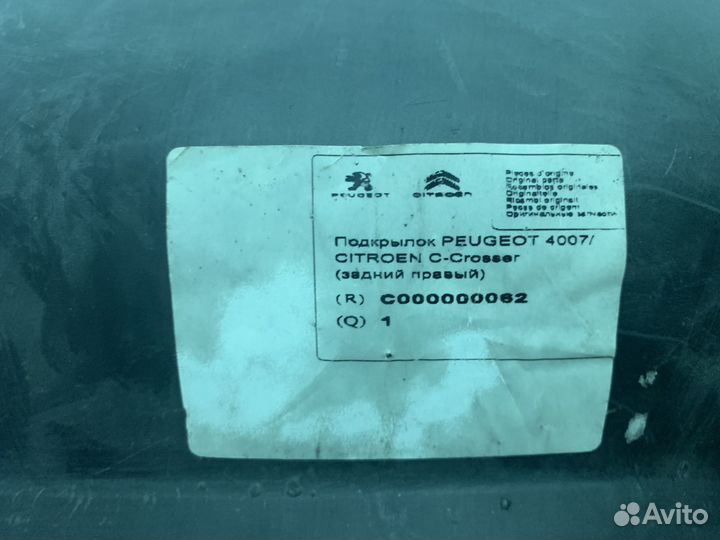 PEUGEOT
CITROEN
Pieces d'origine
Original parts
Recambios originales
Originalteile
Ricambi originali
Peças de origem
Оригинальные запчасти
Подкрылок PEUGEOT 4007/
CITROEN C-Crosser
(задний правый)
(R) C000000062
(Q) 1
Avito